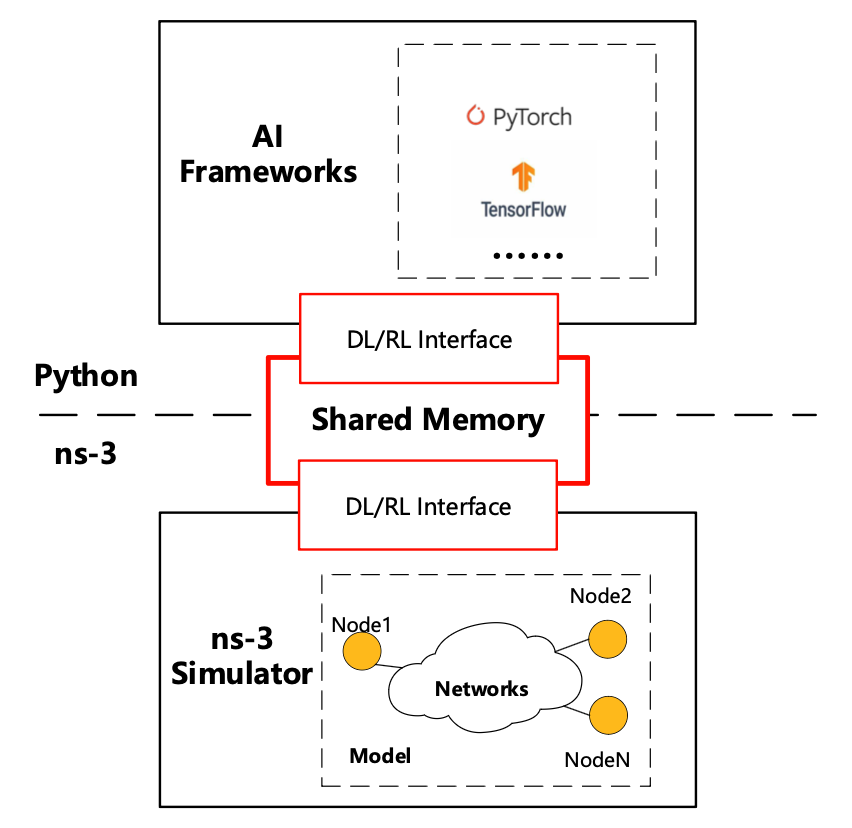 AI
Frameworks
PyTorch
TensorFlow
......
DL/RL Interface
Python
Shared Memory
ns-3
DL/RL Interface
ns-3
Simulator
Node1
Node2
Networks
Model
NodeN